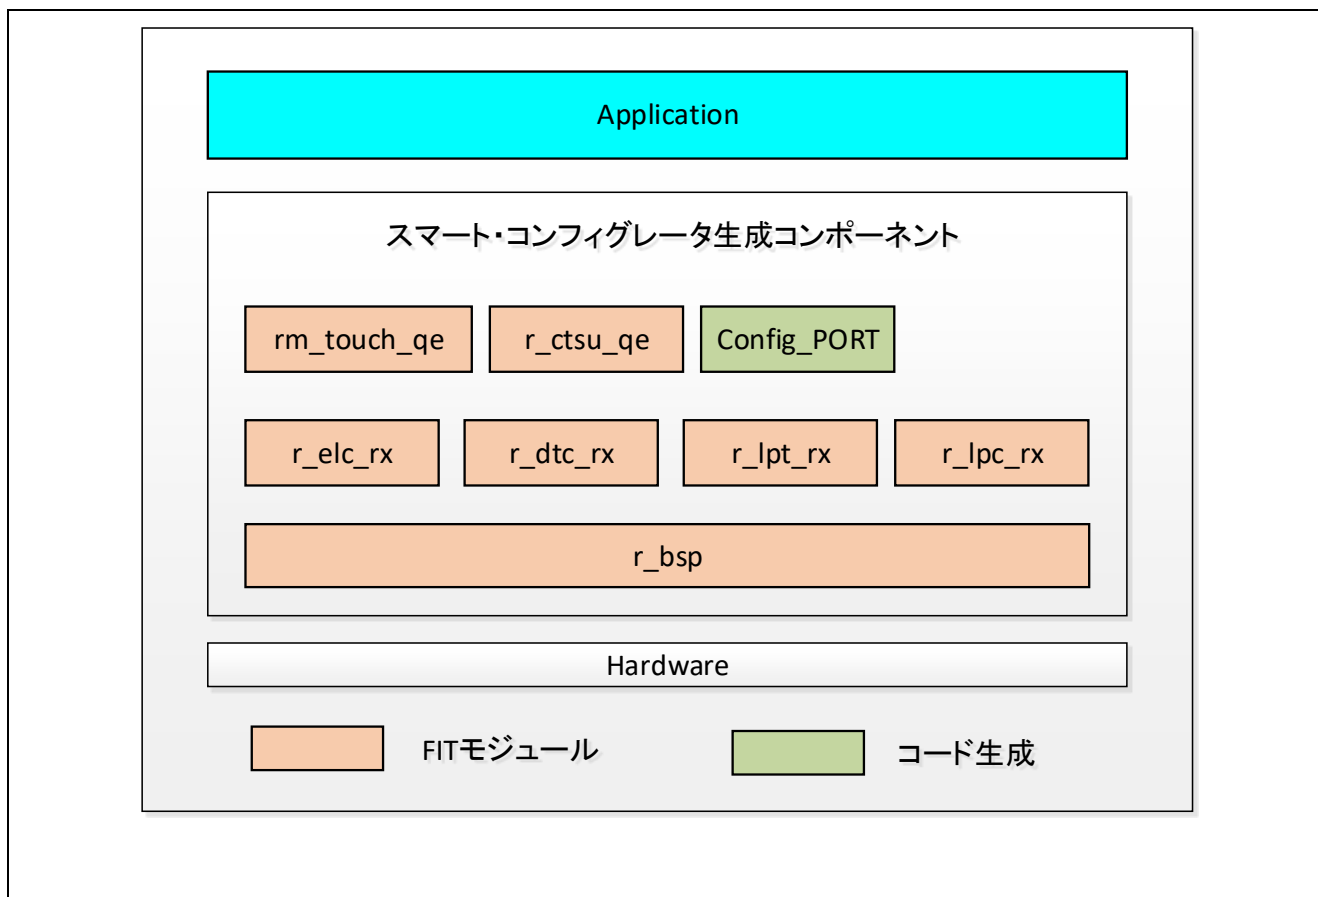 Application
スマート・コンフィグレータ生成コンポーネント
rm_touch_qe
r_ctsu_qe
Config_PORT
r_elc_rx
r_dtc_rx
r_lpt_rx
r_lpc_rx
r_bsp
Hardware
FITモジュール
コード生成